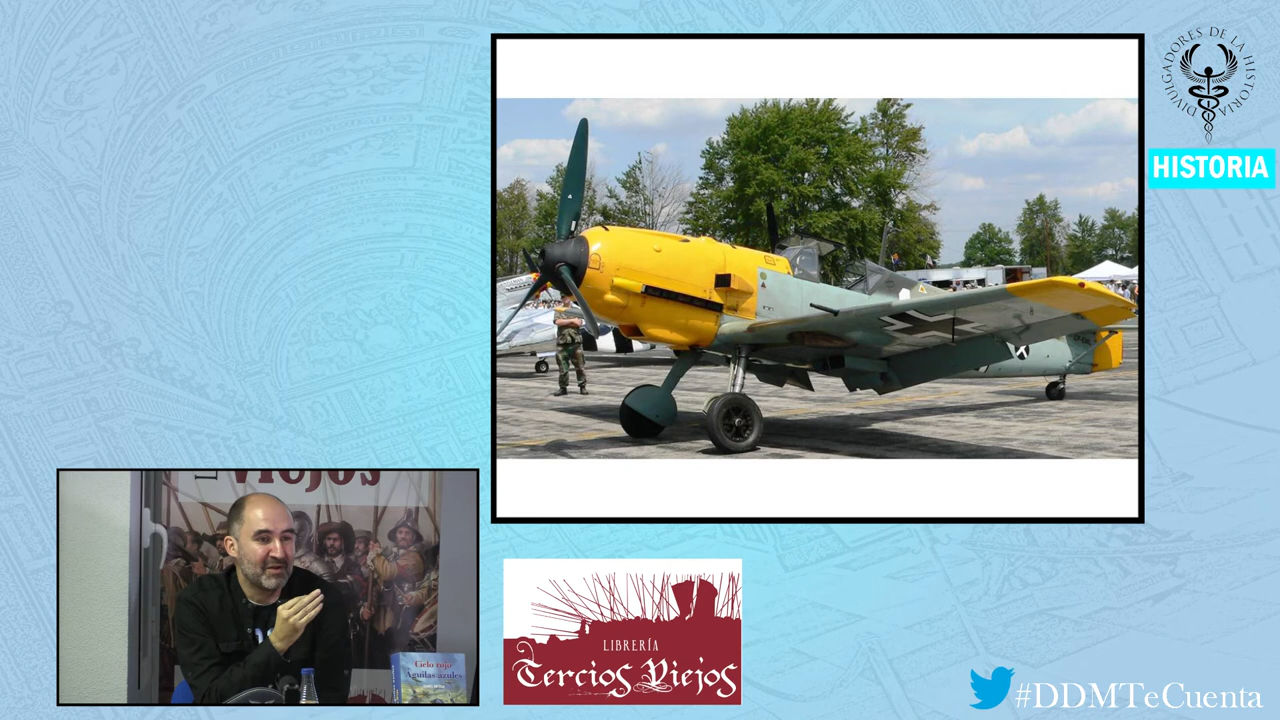 DIVULGADORES DE LA HISTORIA
HISTORIA
VIEJOS
Cielo rojo
Águilas azules
LIBRERÍA
Tercios Viejos
#DDMTeCuenta